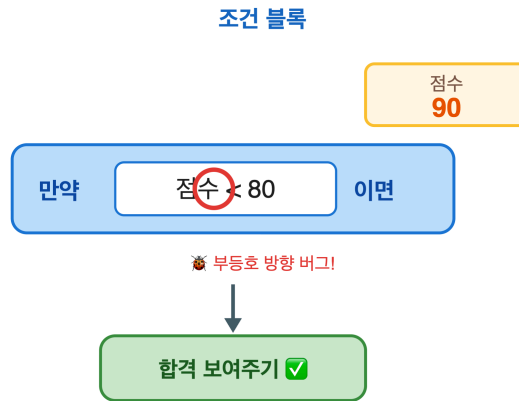 조건 블록
점수
90
만약 점수 < 80 이면
🐞 부등호 방향 버그!
합격 보여주기 ✅